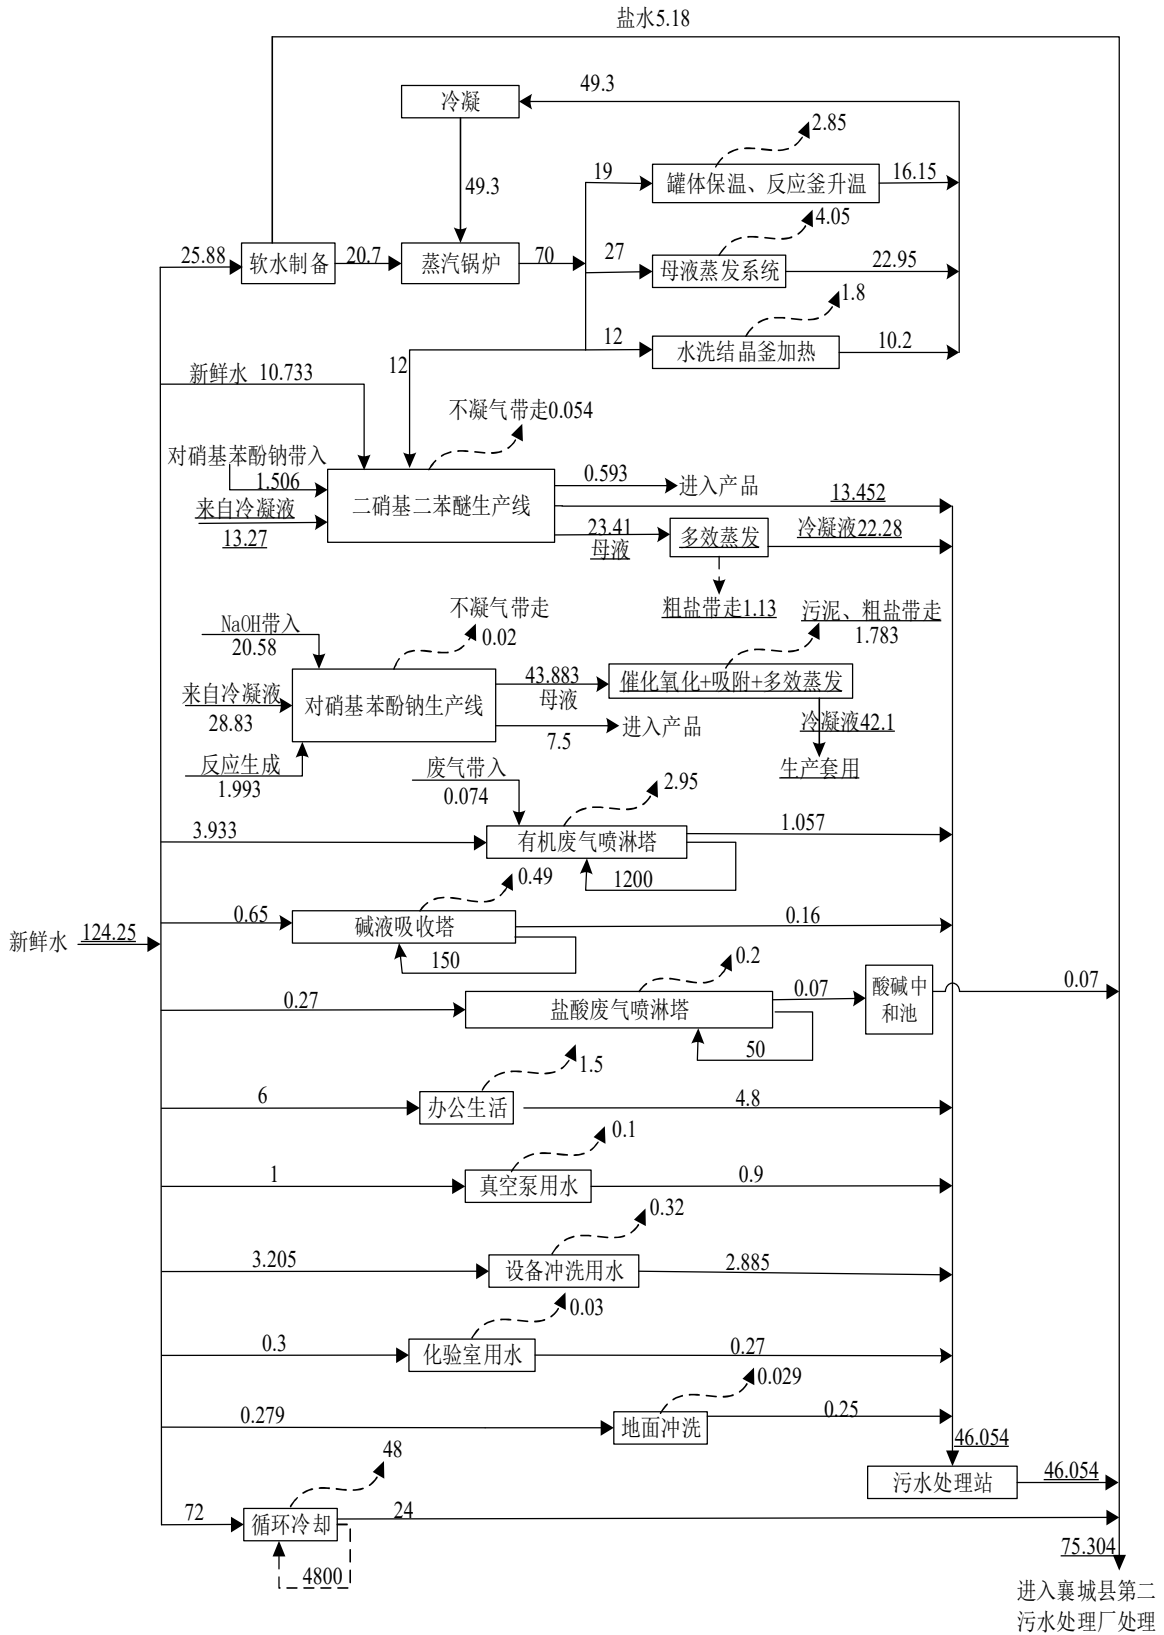 盐水5.18
49.3
冷凝
2.85
49.3
19
罐体保温、反应釜升温
16.15
4.05
25.88
软水制备
20.7
蒸汽锅炉
70
27
母液蒸发系统
22.95
1.8
12
水洗结晶釜加热
10.2
12
新鲜水 10.733
不凝气带走0.054
对硝基苯酚钠带入
1.506
来自冷凝液
13.27
二硝基二苯醚生产线
0.593
进入产品
13.452
23.41
母液
多效蒸发
冷凝液22.28
粗盐带走1.13
不凝气带走
0.02
污泥、粗盐带走
1.783
NaOH带入
20.58
来自冷凝液
28.83
对硝基苯酚钠生产线
43.883
母液
催化氧化+吸附+多效蒸发
7.5
进入产品
冷凝液42.1
生产套用
反应生成
1.993
废气带入
0.074
2.95
3.933
有机废气喷淋塔
1.057
1200
0.49
0.65
碱液吸收塔
0.16
150
新鲜水
124.25
0.2
0.27
盐酸废气喷淋塔
0.07
酸碱中
和池
0.07
50
1.5
6
办公生活
4.8
0.1
1
真空泵用水
0.9
0.32
3.205
设备冲洗用水
2.885
0.03
0.3
化验室用水
0.27
0.029
0.279
地面冲洗
0.25
46.054
污水处理站
46.054
48
72
循环冷却
24
4800
75.304
进入襄城县第二
污水处理厂处理